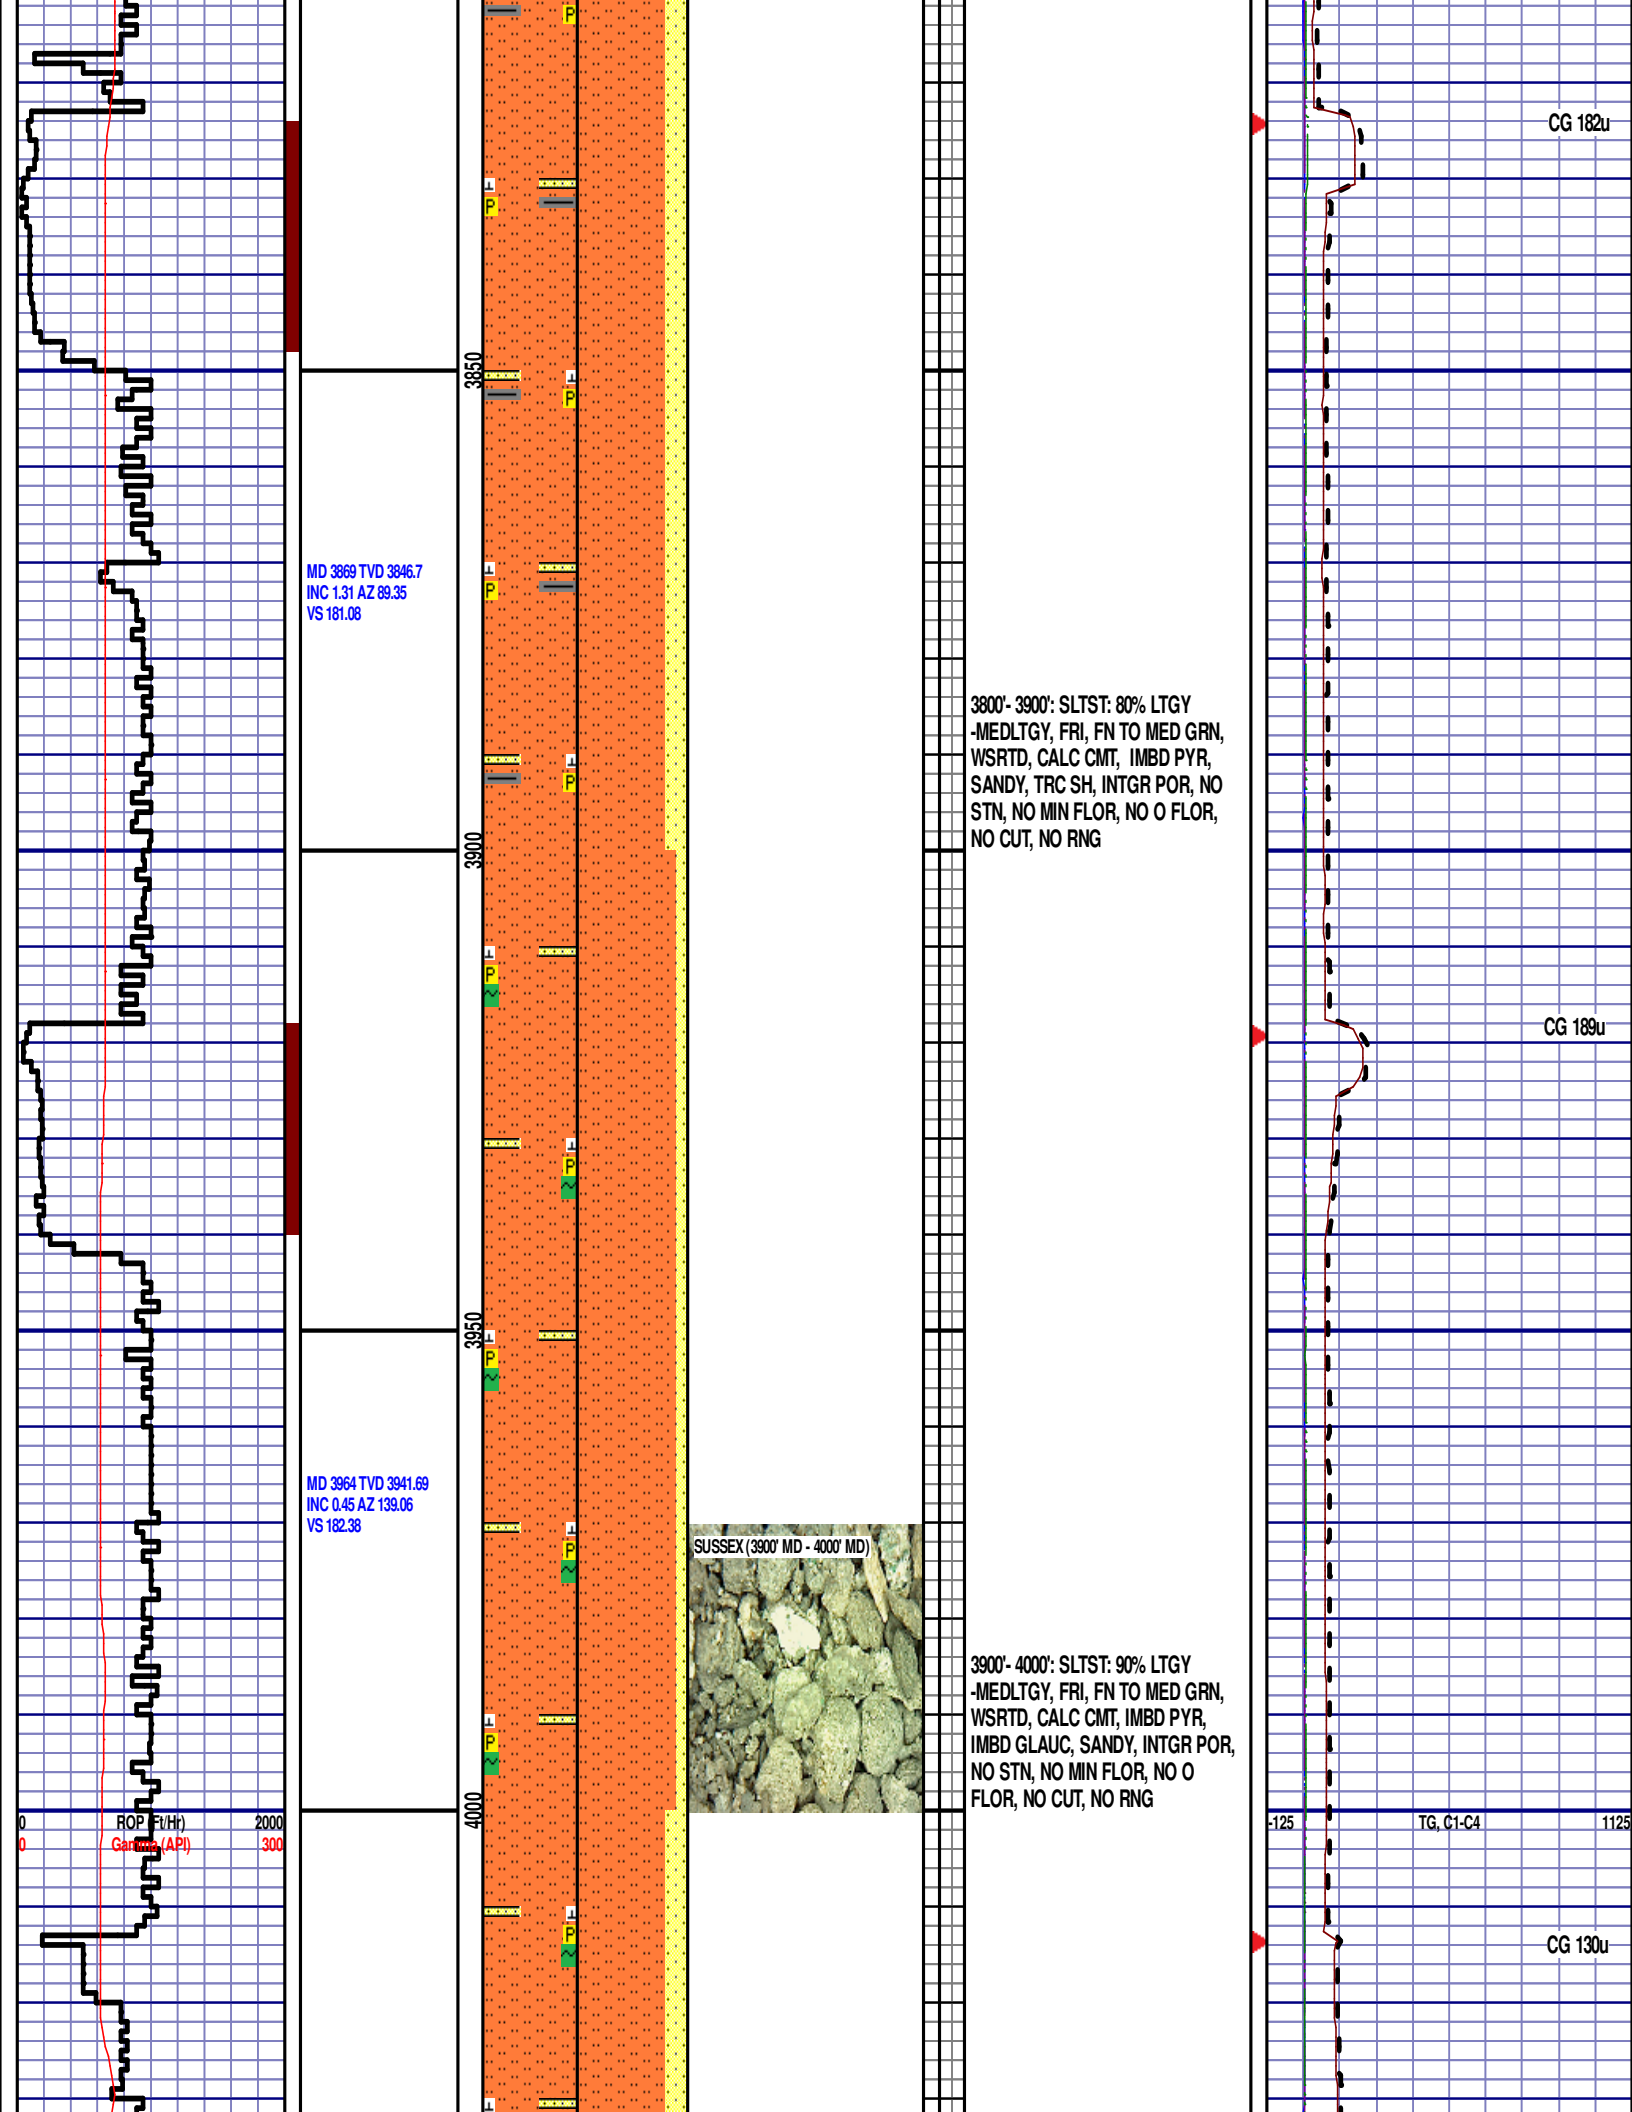 P
CG 182u
P
3850
P
MD 3869 TVD 3846.7
INC 1.31 AZ 89.35
VS 181.08
P
3800'- 3900': SLTST: 80% LTGY
-MEDLTGY, FRI, FN TO MED GRN,
WSRTD, CALC CMT, IMBD PYR,
SANDY, TRC SH, INTGR POR, NO
STN, NO MIN FLOR, NO O FLOR,
NO CUT, NO RNG
P
3900
P
CG 189u
P
3950
P
MD 3964 TVD 3941.69
INC 0.45 AZ 139.06
VS 182.38
P
SUSSEX (3900' MD - 4000' MD)
3900'- 4000': SLTST: 90% LTGY
-MEDLTGY, FRI, FN TO MED GRN,
WSRTD, CALC CMT, IMBD PYR,
IMBD GLAUC, SANDY, INTGR POR,
NO STN, NO MIN FLOR, NO O
FLOR, NO CUT, NO RNG
P
4000
0 ROP (Ft/Hr) 2000
0 Gamma (API) 300
-125 TG, C1-C4 1125
P
CG 130u